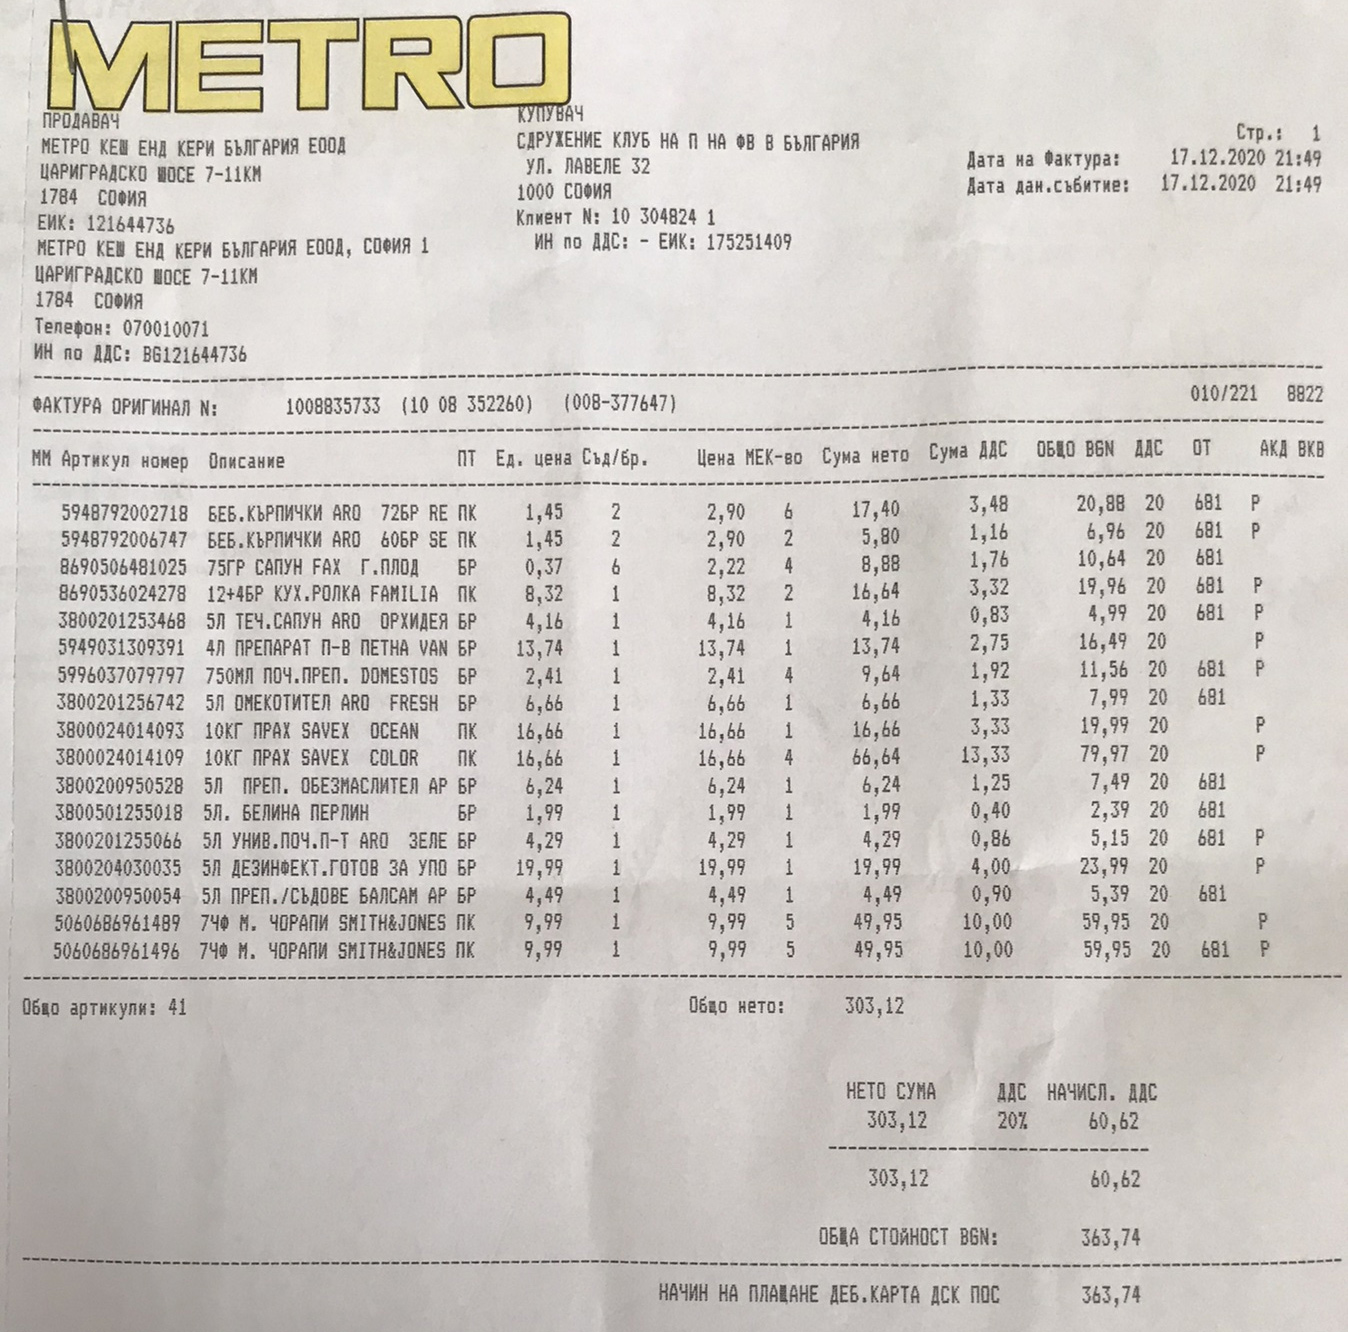 METRO
ПРОДАВАЧ
МЕТРО КЕШ ЕНД КЕРИ БЪЛГАРИЯ ЕООД
ЦАРИГРАДСКО ШОСЕ 7-11КМ
1784 СОФИЯ
ЕИК: 121644736
МЕТРО КЕШ ЕНД КЕРИ БЪЛГАРИЯ ЕООД, СОФИЯ 1
ЦАРИГРАДСКО ШОСЕ 7-11КМ
1784 СОФИЯ
Телефон: 070010071
ИН по ДДС: BG121644736
КУПУВАЧ
СДРУЖЕНИЕ КЛУБ НА П НА ФВ В БЪЛГАРИЯ
УЛ. ЛАВЕЛЕ 32
1000 СОФИЯ
Клиент N: 10 304824 1
ИН по ДДС: - ЕИК: 175251409
Стр.: 1
Дата на Фактура: 17.12.2020 21:49
Дата дан.събитие: 17.12.2020 21:49
ФАКТУРА ОРИГИНАЛ N: 1008835733 (10 08 352260) (008-377647) 010/221 8822
ММ Артикул номер Описание ПТ Ед. цена Съд/бр. Цена МЕК-во Сума нето Сума ДДС ОБЩО BGN ДДС ОТ АКД ВКВ
5948792002718 БЕБ.КЪРПИЧКИ ARO 72БР RE ПК 1,45 2 2,90 6 17,40 3,48 20,88 20 681 P
5948792006747 БЕБ.КЪРПИЧКИ ARO 60БР SE ПК 1,45 2 2,90 2 5,80 1,16 6,96 20 681 P
8690506481025 75ГР САПУН FAX Г.ПЛОД БР 0,37 6 2,22 4 8,88 1,76 10,64 20 681
8690536024278 12+4БР КУХ.РОЛКА FAMILIA ПК 8,32 1 8,32 2 16,64 3,32 19,96 20 681 P
3800201253468 5Л ТЕЧ.САПУН ARO ОРХИДЕЯ БР 4,16 1 4,16 1 4,16 0,83 4,99 20 681 P
5949031309391 4Л ПРЕПАРАТ П-В ПЕТНА VAN БР 13,74 1 13,74 1 13,74 2,75 16,49 20 P
5996037079797 750МЛ ПОЧ.ПРЕП. DOMESTOS БР 2,41 1 2,41 4 9,64 1,92 11,56 20 681 P
3800201256742 5Л ОМЕКОТИТЕЛ ARO FRESH БР 6,66 1 6,66 1 6,66 1,33 7,99 20 681
3800024014093 10КГ ПРАХ SAVEX OCEAN ПК 16,66 1 16,66 1 16,66 3,33 19,99 20 P
3800024014109 10КГ ПРАХ SAVEX COLOR ПК 16,66 1 16,66 4 66,64 13,33 79,97 20 P
3800200950528 5Л ПРЕП. ОБЕЗМАСЛИТЕЛ АР БР 6,24 1 6,24 1 6,24 1,25 7,49 20 681
3800501255018 5Л. БЕЛИНА ПЕРЛИН БР 1,99 1 1,99 1 1,99 0,40 2,39 20 681
3800201255066 5Л УНИВ.ПОЧ.П-Т ARO ЗЕЛЕ БР 4,29 1 4,29 1 4,29 0,86 5,15 20 681 P
3800204030035 5Л ДЕЗИНФЕКТ.ГОТОВ ЗА УПО БР 19,99 1 19,99 1 19,99 4,00 23,99 20 P
3800200950054 5Л ПРЕП./СЪДОВЕ БАЛСАМ АР БР 4,49 1 4,49 1 4,49 0,90 5,39 20 681
5060686961489 7ЧФ М. ЧОРАПИ SMITH&JONES ПК 9,99 1 9,99 5 49,95 10,00 59,95 20 P
5060686961496 7ЧФ М. ЧОРАПИ SMITH&JONES ПК 9,99 1 9,99 5 49,95 10,00 59,95 20 681 P
Общо артикули: 41 Общо нето: 303,12
НЕТО СУМА ДДС НАЧИСЛ. ДДС
303,12 20% 60,62
303,12 60,62
ОБЩА СТОЙНОСТ BGN: 363,74
НАЧИН НА ПЛАЩАНЕ ДЕБ.КАРТА ДСК ПОС 363,74